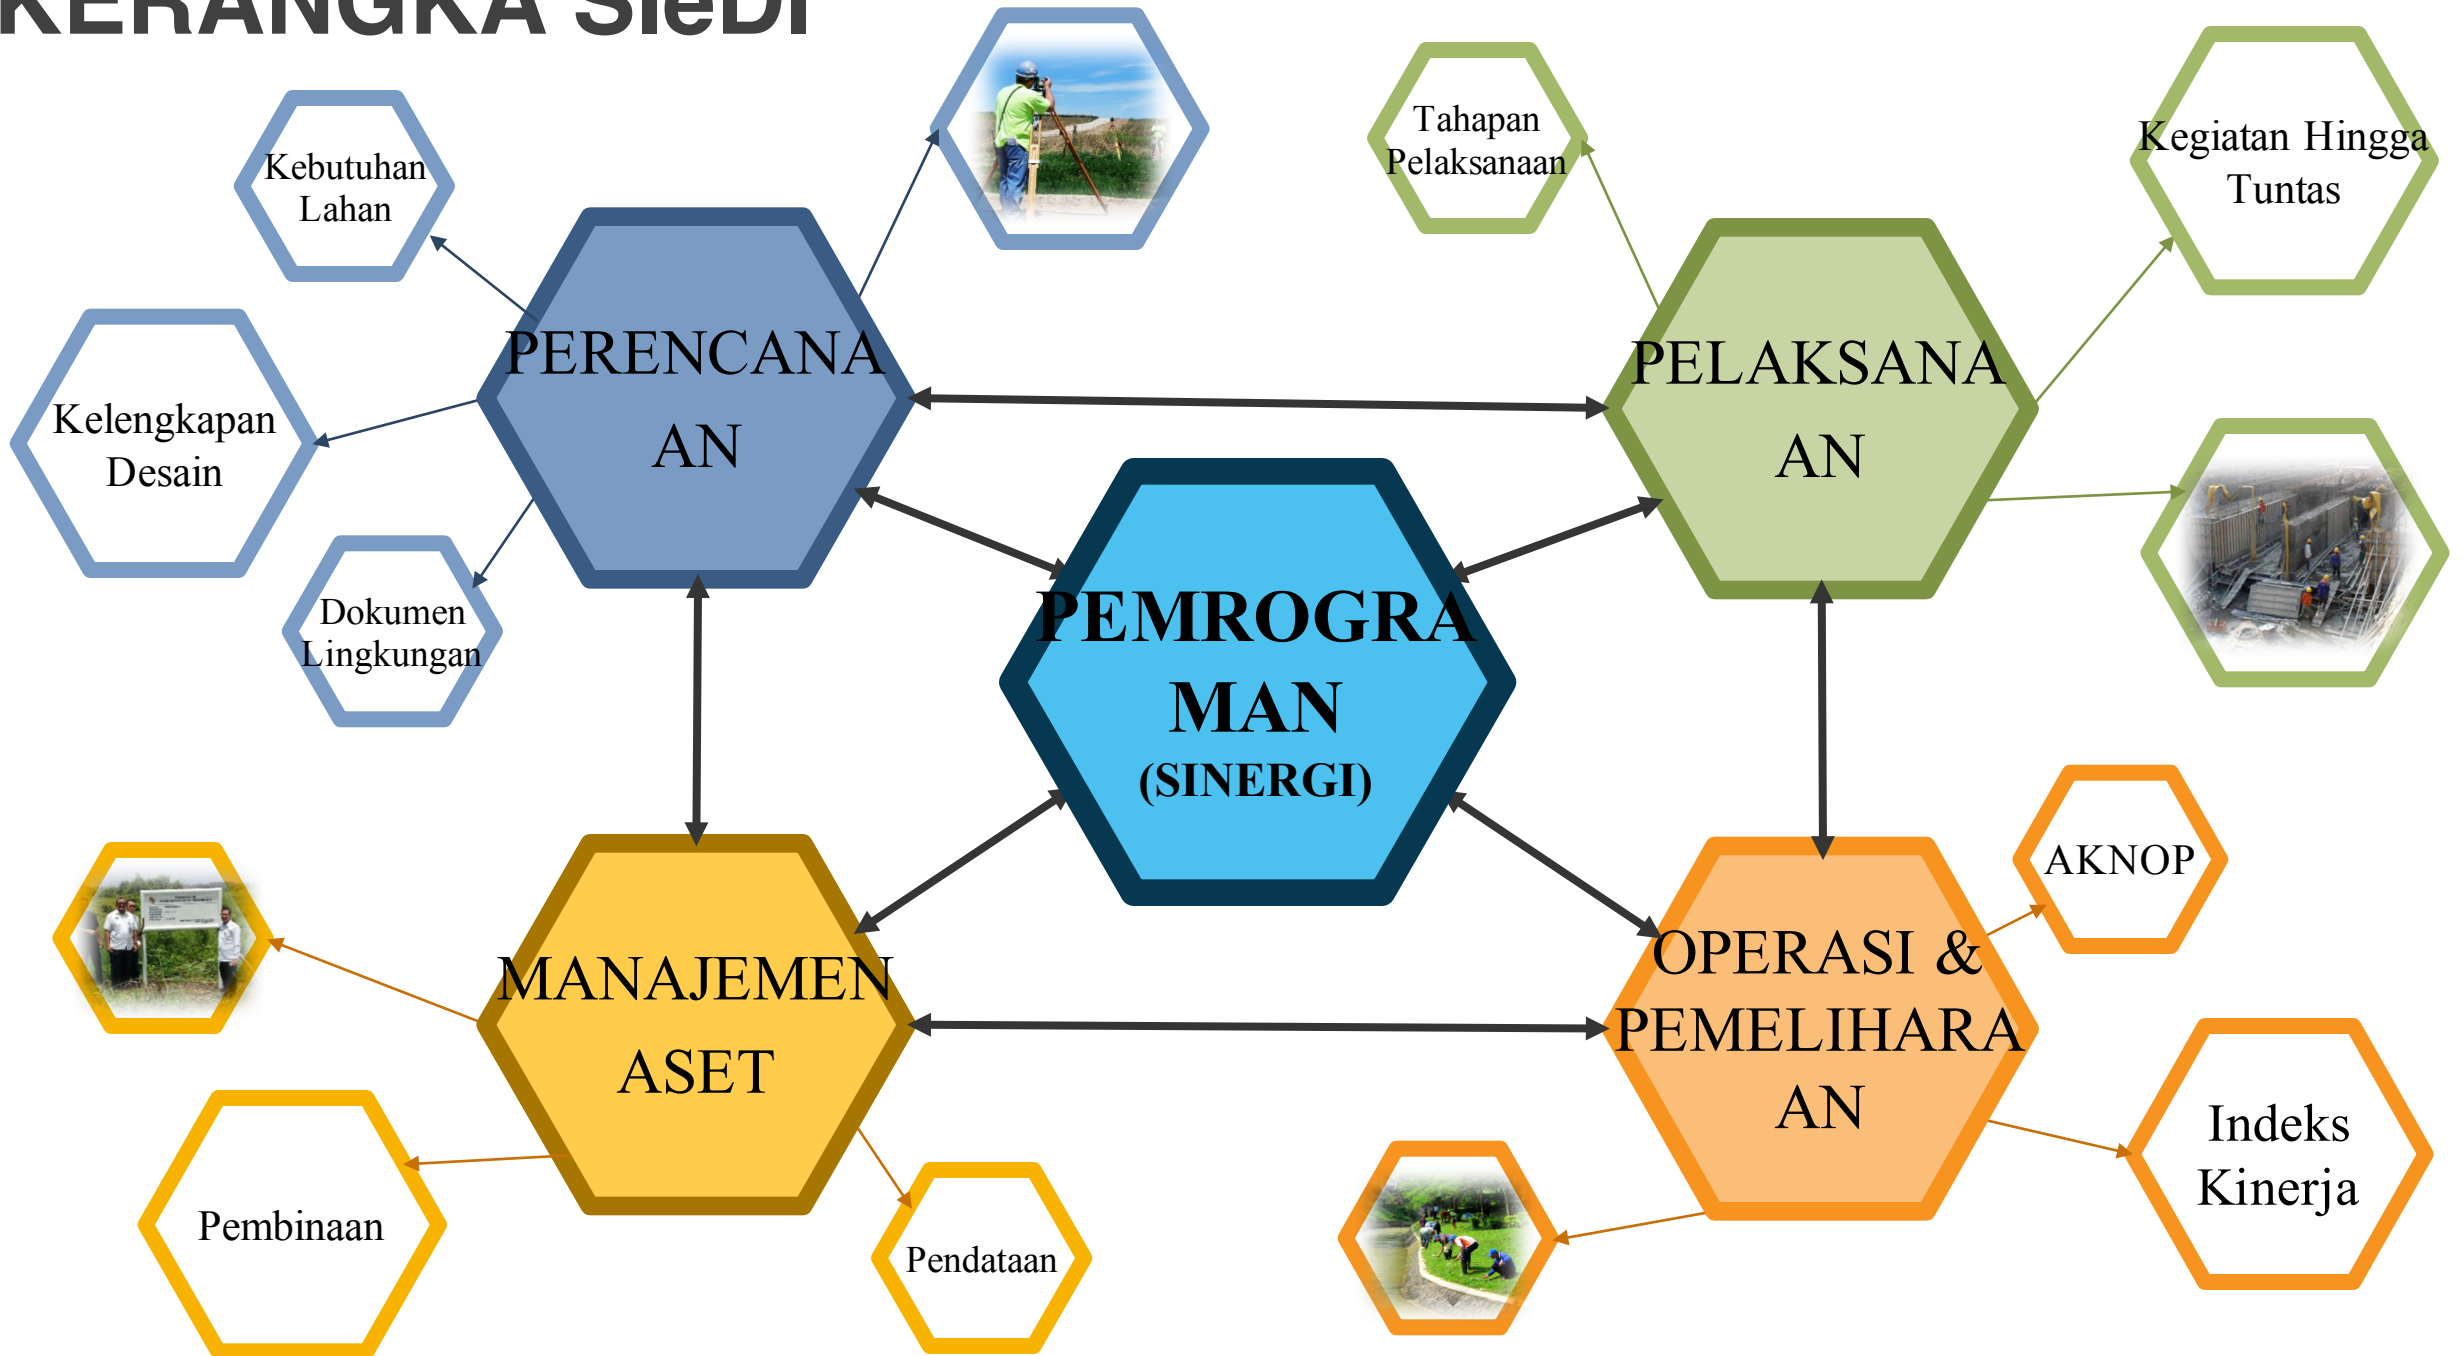 KERANGKA SIeDI
Kebutuhan
Lahan
Tahapan
Pelaksanaan
Kegiatan Hingga
Tuntas
PERENCANA
AN
PELAKSANA
AN
Kelengkapan
Desain
Dokumen
Lingkungan
PEMROGRA
MAN
(SINERGI)
AKNOP
MANAJEMEN
ASET
OPERASI &
PEMELIHARA
AN
Indeks
Kinerja
Pembinaan
Pendataan